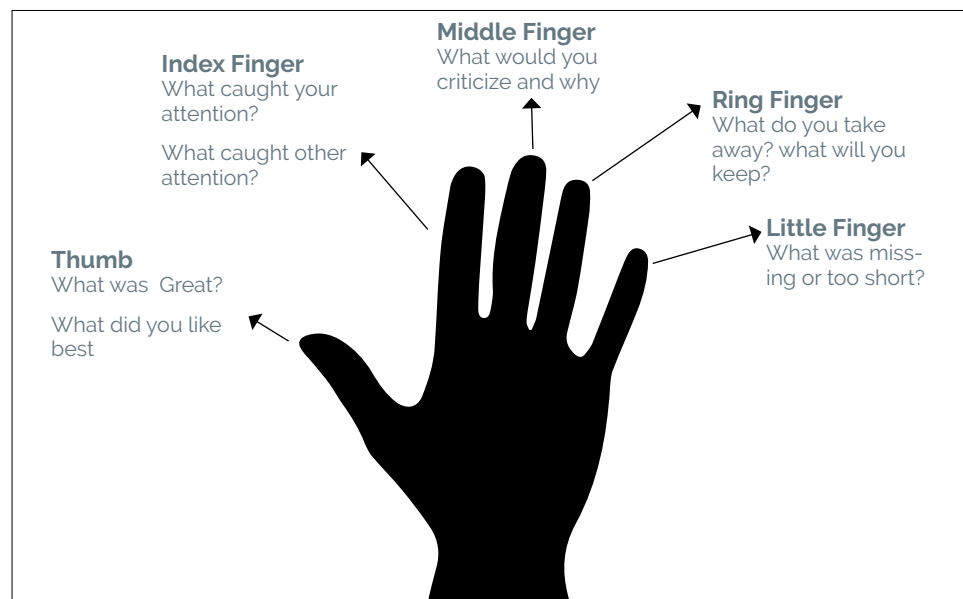 Middle Finger
What would you
criticize and why
Index Finger
What caught your
attention?
What caught other
attention?
Ring Finger
What do you take
away? what will you
keep?
Little Finger
What was miss-
ing or too short?
Thumb
What was  Great?
What did you like
best